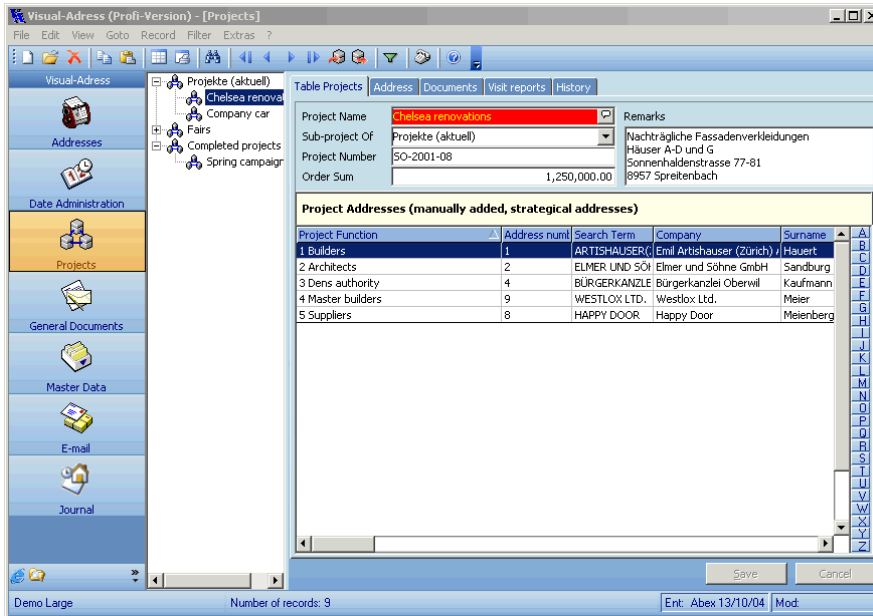 Visual-Adress (Profi-Version) - [Projects]
File Edit View Goto Record Filter Extras ?
Visual-Adress
Addresses
Date Administration
Projects
General Documents
Master Data
E-mail
Journal
Projekte (aktuell)
Chelsea renovat
Company car
Fairs
Completed projects
Spring campaigr
Table Projects Address Documents Visit reports History
Project Name Chelsea renovations
Sub-project Of Projekte (aktuell)
Project Number SO-2001-08
Order Sum 1,250,000.00
Remarks
Nachträgliche Fassadenverkleidungen
Häuser A-D und G
Sonnenhaldenstrasse 77-81
8957 Spreitenbach
Project Addresses (manually added, strategical addresses)
Project Function Address numb Search Term Company Surname
1 Builders 1 ARTISHAUSER( Emil Artishauser (Zürich) Hauert
2 Architects 2 ELMER UND SÖH Elmer und Söhne GmbH Sandburg
3 Dens authority 4 BÜRGERKANZLE Bürgerkanzlei Oberwil Kaufmann
4 Master builders 9 WESTLOX LTD. Westlox Ltd. Meier
5 Suppliers 8 HAPPY DOOR Happy Door Meienberg
A
B
C
D
E
F
G
H
I
J
K
L
M
N
O
P
Q
R
S
T
U
V
W
X
Y
Z
Save Cancel
Demo Large Number of records: 9 Ent: Abex 13/10/04 Mod: